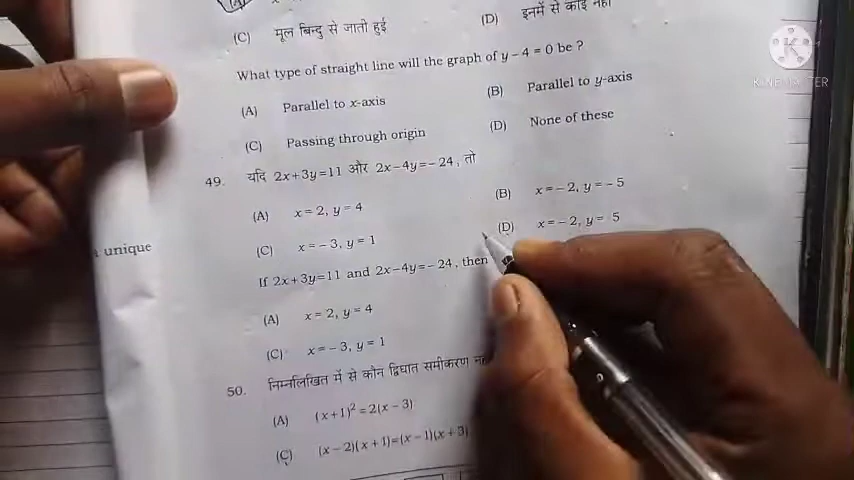 (C) मूल बिन्दु से जाती हुई (D) इनमें से कोई नहीं
What type of straight line will the graph of y – 4 = 0 be ?
(A) Parallel to x-axis (B) Parallel to y-axis
(C) Passing through origin (D) None of these
49. यदि 2x+3y=11 और 2x–4y=– 24, तो
(A) x = 2, y = 4 (B) x = – 2, y = – 5
(C) x = – 3, y = 1 (D) x = – 2, y = 5
a unique
If 2x+3y=11 and 2x–4y=– 24, then
(A) x = 2, y = 4
(C) x = – 3, y = 1
50. निम्नलिखित में से कौन द्विघात समीकरण
(A) (x+1)² = 2(x – 3)
(C) (x – 2)(x + 1)=(x – 1)(x + 3)
KINEMASTER